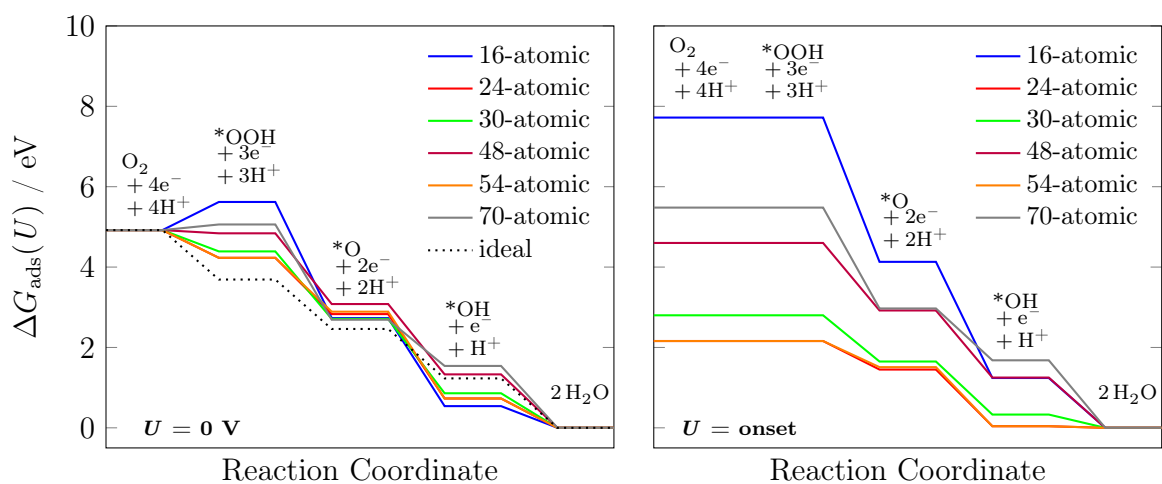 ΔG_ads(U) / eV
10
8
6
4
2
0
O₂
+ 4e⁻
+ 4H⁺
*OOH
+ 3e⁻
+ 3H⁺
*O
+ 2e⁻
+ 2H⁺
*OH
+ e⁻
+ H⁺
2 H₂O
16-atomic
24-atomic
30-atomic
48-atomic
54-atomic
70-atomic
ideal
U = 0 V
Reaction Coordinate
O₂
+ 4e⁻
+ 4H⁺
*OOH
+ 3e⁻
+ 3H⁺
*O
+ 2e⁻
+ 2H⁺
*OH
+ e⁻
+ H⁺
2 H₂O
16-atomic
24-atomic
30-atomic
48-atomic
54-atomic
70-atomic
U = onset
Reaction Coordinate